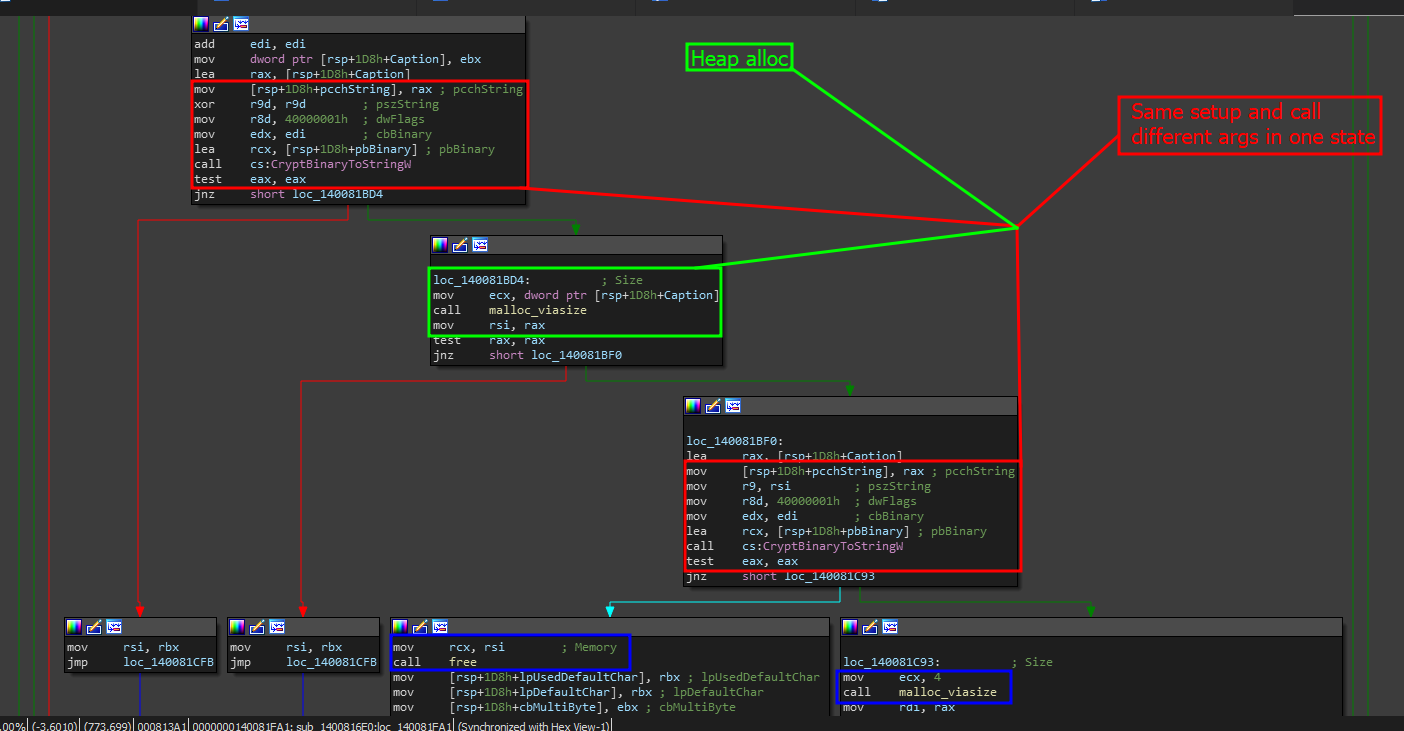 add edi, edi
mov dword ptr [rsp+1D8h+Caption], ebx
lea rax, [rsp+1D8h+Caption]
mov [rsp+1D8h+pcchString], rax ; pcchString
xor r9d, r9d ; pszString
mov r8d, 40000001h ; dwFlags
mov edx, edi ; cbBinary
lea rcx, [rsp+1D8h+pbBinary] ; pbBinary
call cs:CryptBinaryToStringW
test eax, eax
jnz short loc_140081BD4
Heap alloc
Same setup and call
different args in one state
loc_140081BD4: ; Size
mov ecx, dword ptr [rsp+1D8h+Caption]
call malloc_viasize
mov rsi, rax
test rax, rax
jnz short loc_140081BF0
loc_140081BF0:
lea rax, [rsp+1D8h+Caption]
mov [rsp+1D8h+pcchString], rax ; pcchString
mov r9, rsi ; pszString
mov r8d, 40000001h ; dwFlags
mov edx, edi ; cbBinary
lea rcx, [rsp+1D8h+pbBinary] ; pbBinary
call cs:CryptBinaryToStringW
test eax, eax
jnz short loc_140081C93
mov rsi, rbx
jmp loc_140081CFB
mov rsi, rbx
jmp loc_140081CFB
mov rcx, rsi ; Memory
call free
mov [rsp+1D8h+lpUsedDefaultChar], rbx ; lpUsedDefaultChar
mov [rsp+1D8h+lpDefaultChar], rbx ; lpDefaultChar
mov [rsp+1D8h+cbMultiByte], ebx ; cbMultiByte
loc_140081C93: ; Size
mov ecx, 4
call malloc_viasize
mov rdi, rax
.00% (-3,6010) (773,699) 000813A1 0000000140081FA1: sub_1400816E0:loc_140081FA1 (Synchronized with Hex View-1)